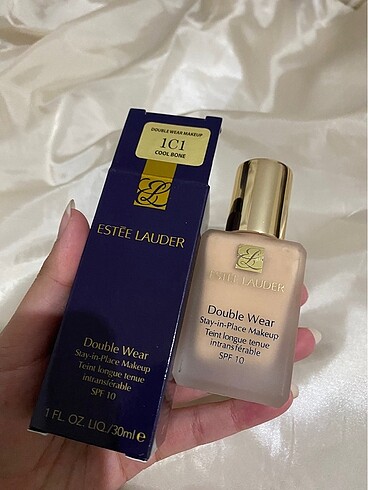 DOUBLE WEAR MAKEUP
1C1
COOL BONE
EL
ESTĒE LAUDER
Double Wear
Stay-in-Place Makeup
Teint longue tenue
intransférable
SPF 10
1 FL. OZ. LIQ./30ml e
EL
ESTĒE LAUDER
Double Wear
Stay-in-Place Makeup
Teint longue tenue
intransférable
SPF 10